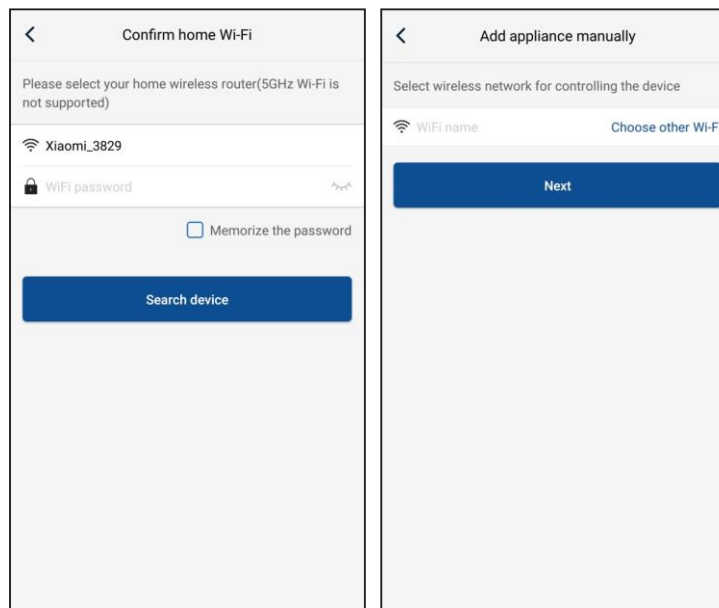 Confirm home Wi-Fi
Please select your home wireless router(5GHz Wi-Fi is
not supported)
Xiaomi_3829
WiFi password
Memorize the password
Search device
Add appliance manually
Select wireless network for controlling the device
WiFi name
Choose other Wi-F
Next